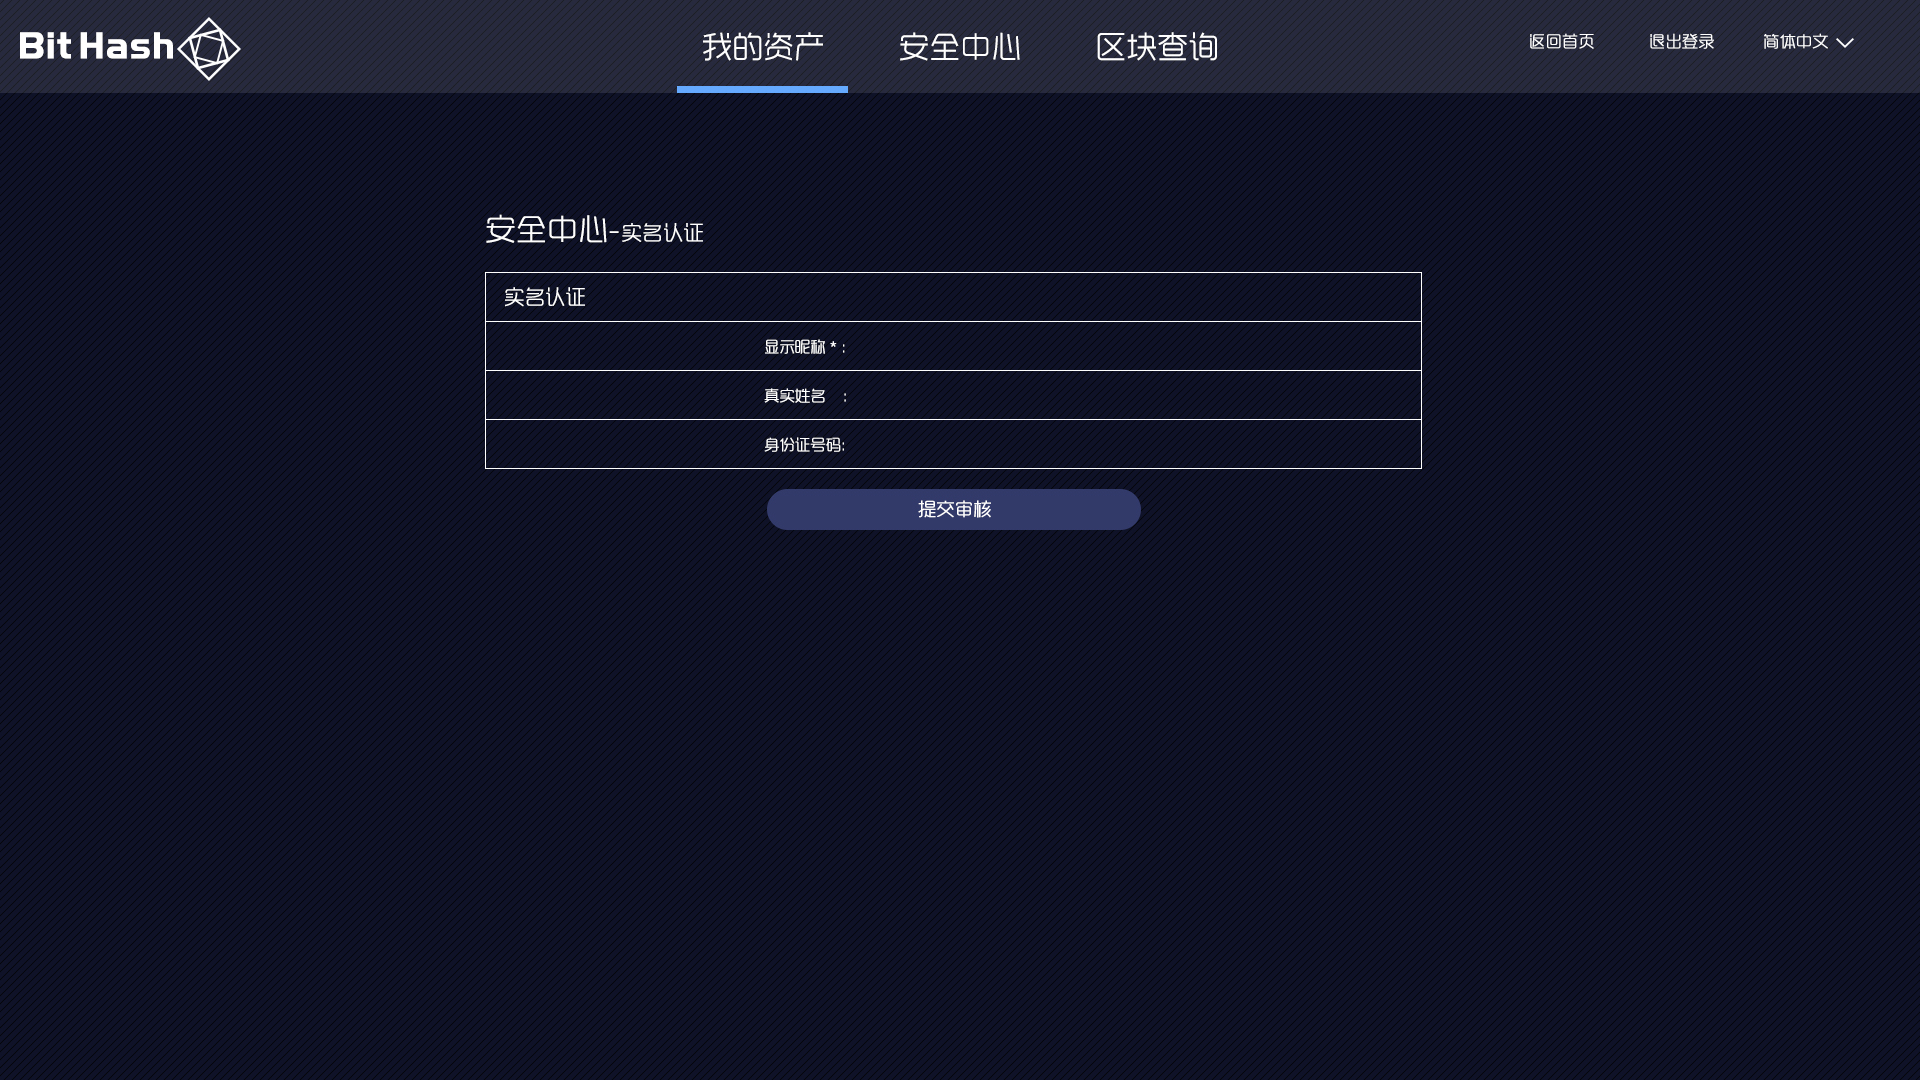 Bit Hash
我的资产 安全中心 区块查询
返回首页 退出登录 简体中文
安全中心-实名认证
实名认证
显示昵称 * :
真实姓名 :
身份证号码:
提交审核